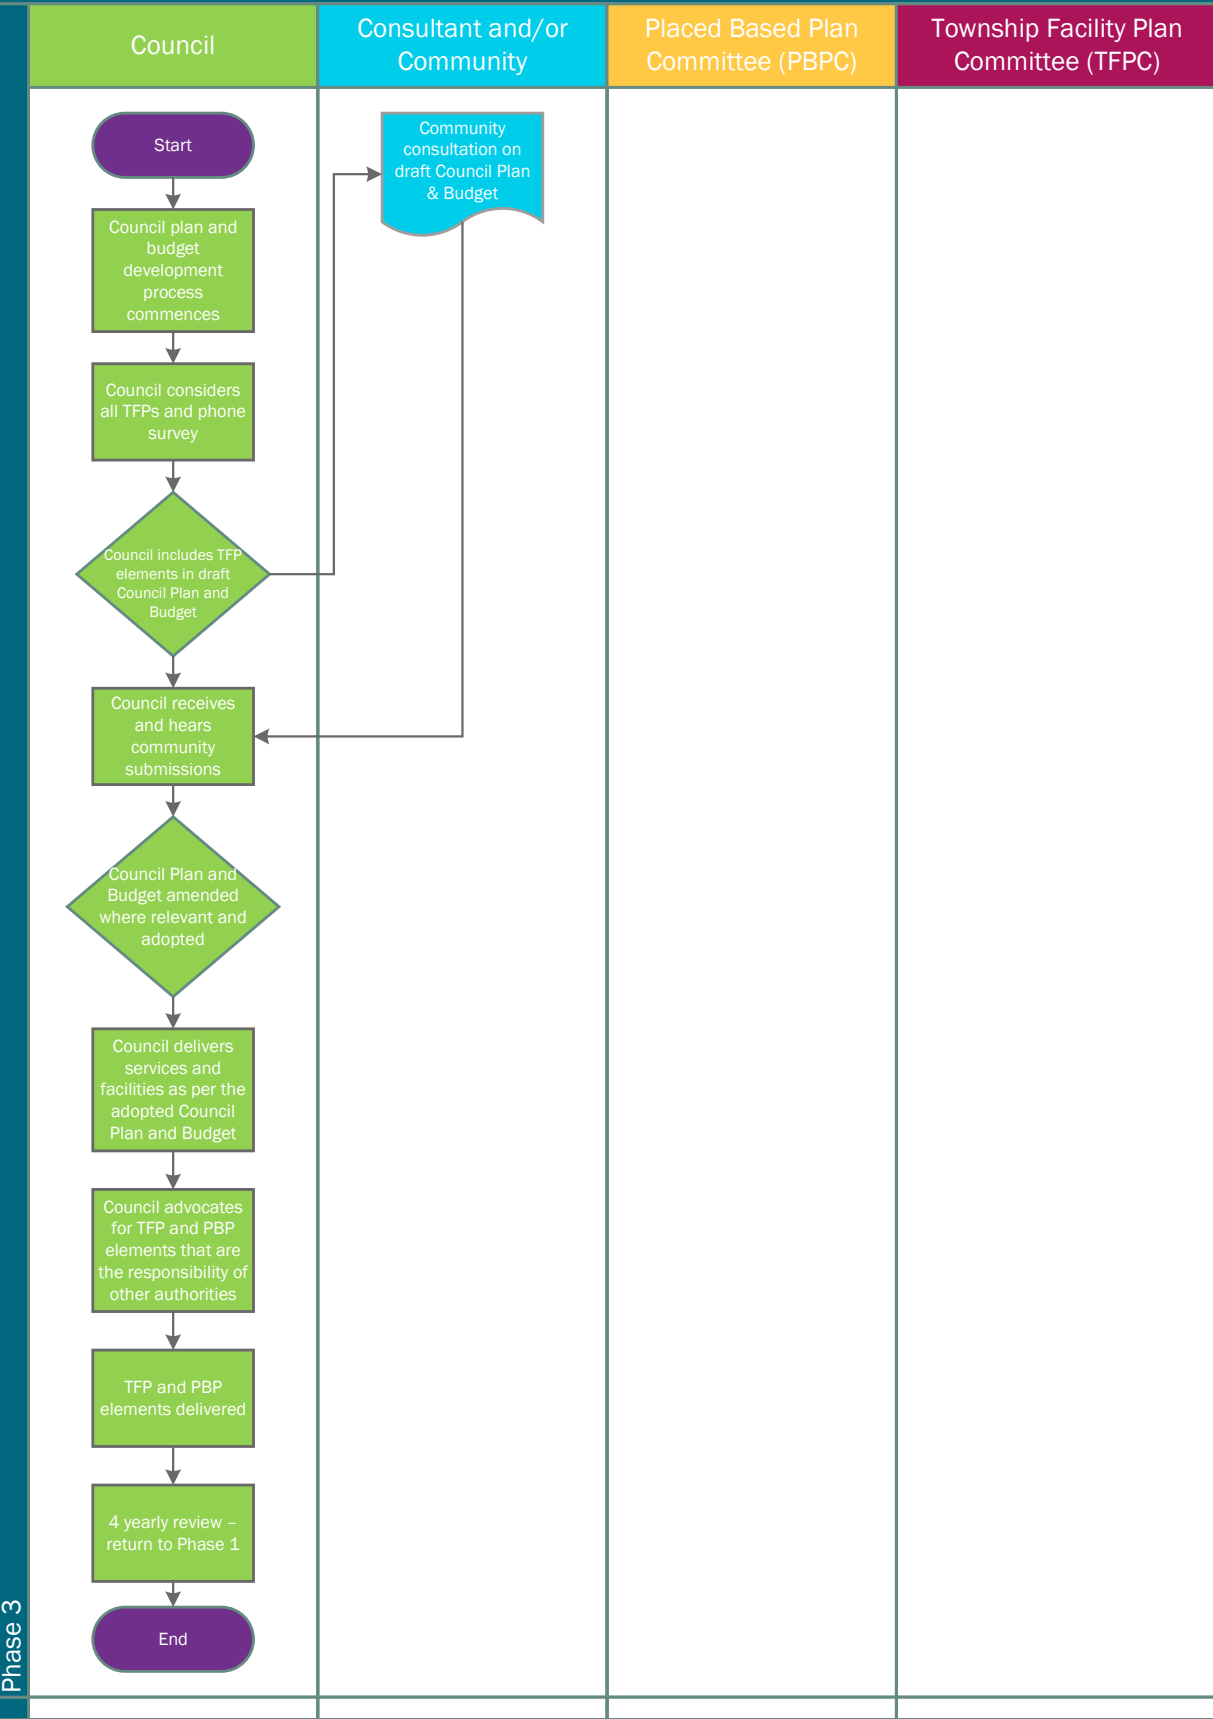 Council
Consultant and/or
Community
Placed Based Plan
Committee (PBPC)
Township Facility Plan
Committee (TFPC)
Start
Community
consultation on
draft Council Plan
& Budget
Council plan and
budget
development
process
commences
Council considers
all TFPs and phone
survey
Council includes TFP
elements in draft
Council Plan and
Budget
Council receives
and hears
community
submissions
Council Plan and
Budget amended
where relevant and
adopted
Council delivers
services and
facilities as per the
adopted Council
Plan and Budget
Council advocates
for TFP and PBP
elements that are
the responsibility of
other authorities
TFP and PBP
elements delivered
4 yearly review –
return to Phase 1
End
Phase 3